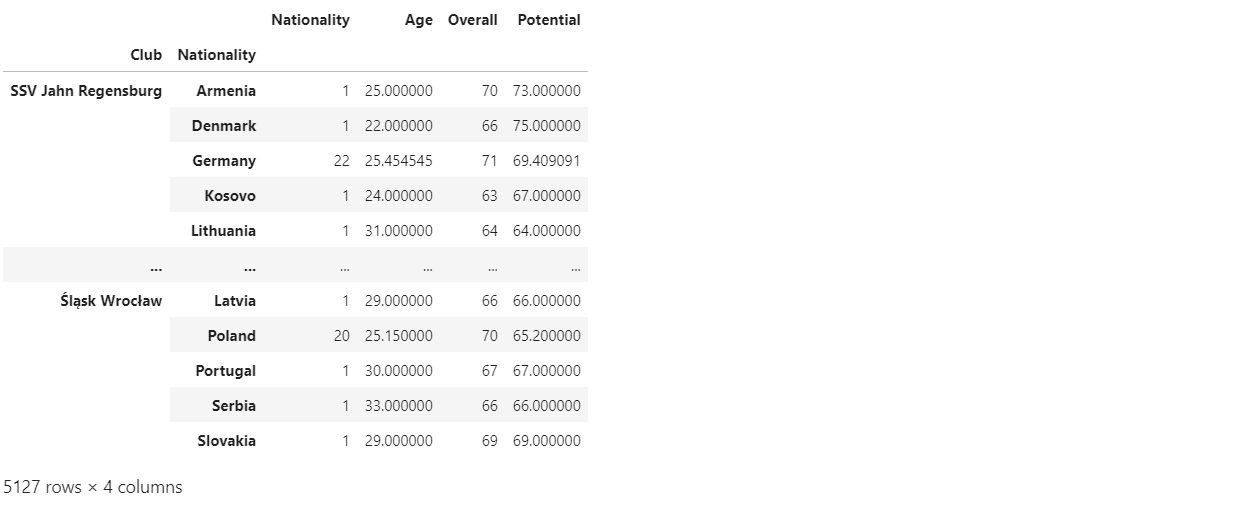 Nationality Age Overall Potential
Club Nationality
SSV Jahn Regensburg Armenia 1 25.000000 70 73.000000
Denmark 1 22.000000 66 75.000000
Germany 22 25.454545 71 69.409091
Kosovo 1 24.000000 63 67.000000
Lithuania 1 31.000000 64 64.000000
... ... ... ... ... ...
Śląsk Wrocław Latvia 1 29.000000 66 66.000000
Poland 20 25.150000 70 65.200000
Portugal 1 30.000000 67 67.000000
Serbia 1 33.000000 66 66.000000
Slovakia 1 29.000000 69 69.000000
5127 rows × 4 columns